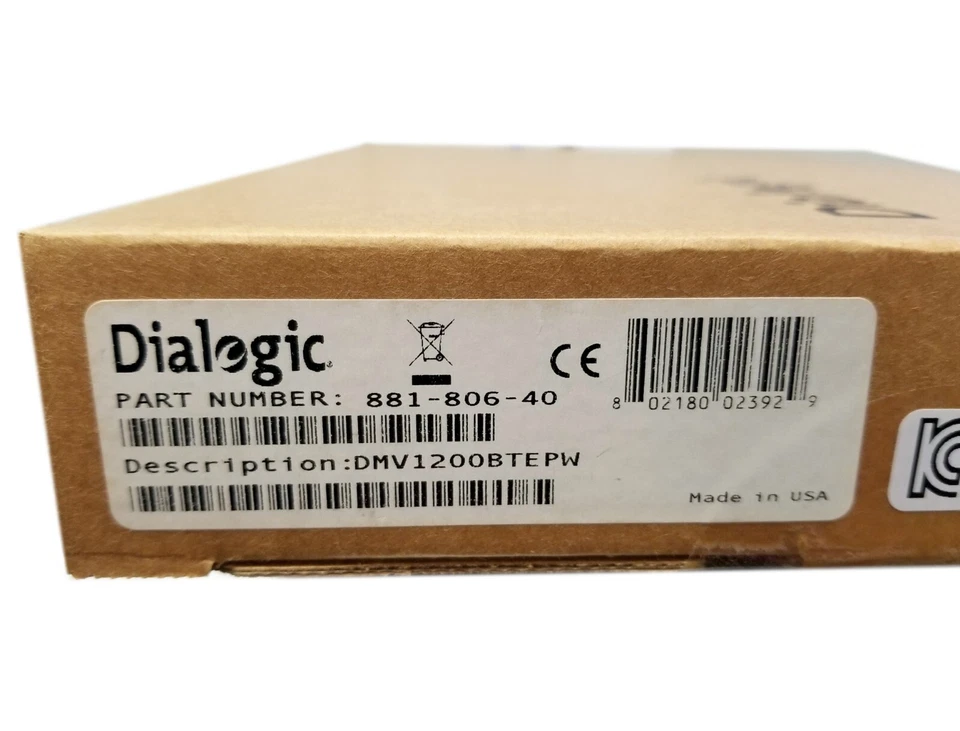 Dialogic
CE
8 02180 02392 9
PART NUMBER: 881-806-40
Description:DMV1200BTEPW
Made in USA